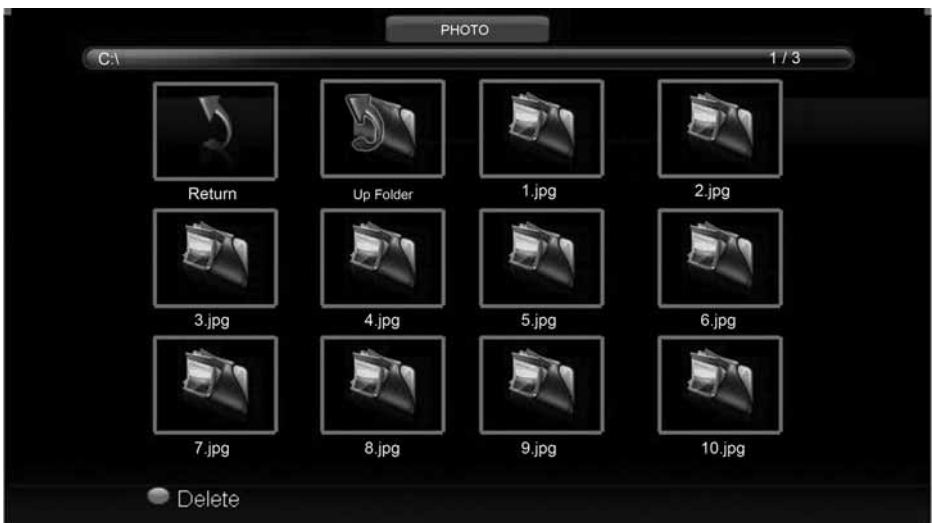 PHOTO
C:\ 1 / 3
Return Up Folder 1.jpg 2.jpg
3.jpg 4.jpg 5.jpg 6.jpg
7.jpg 8.jpg 9.jpg 10.jpg
Delete